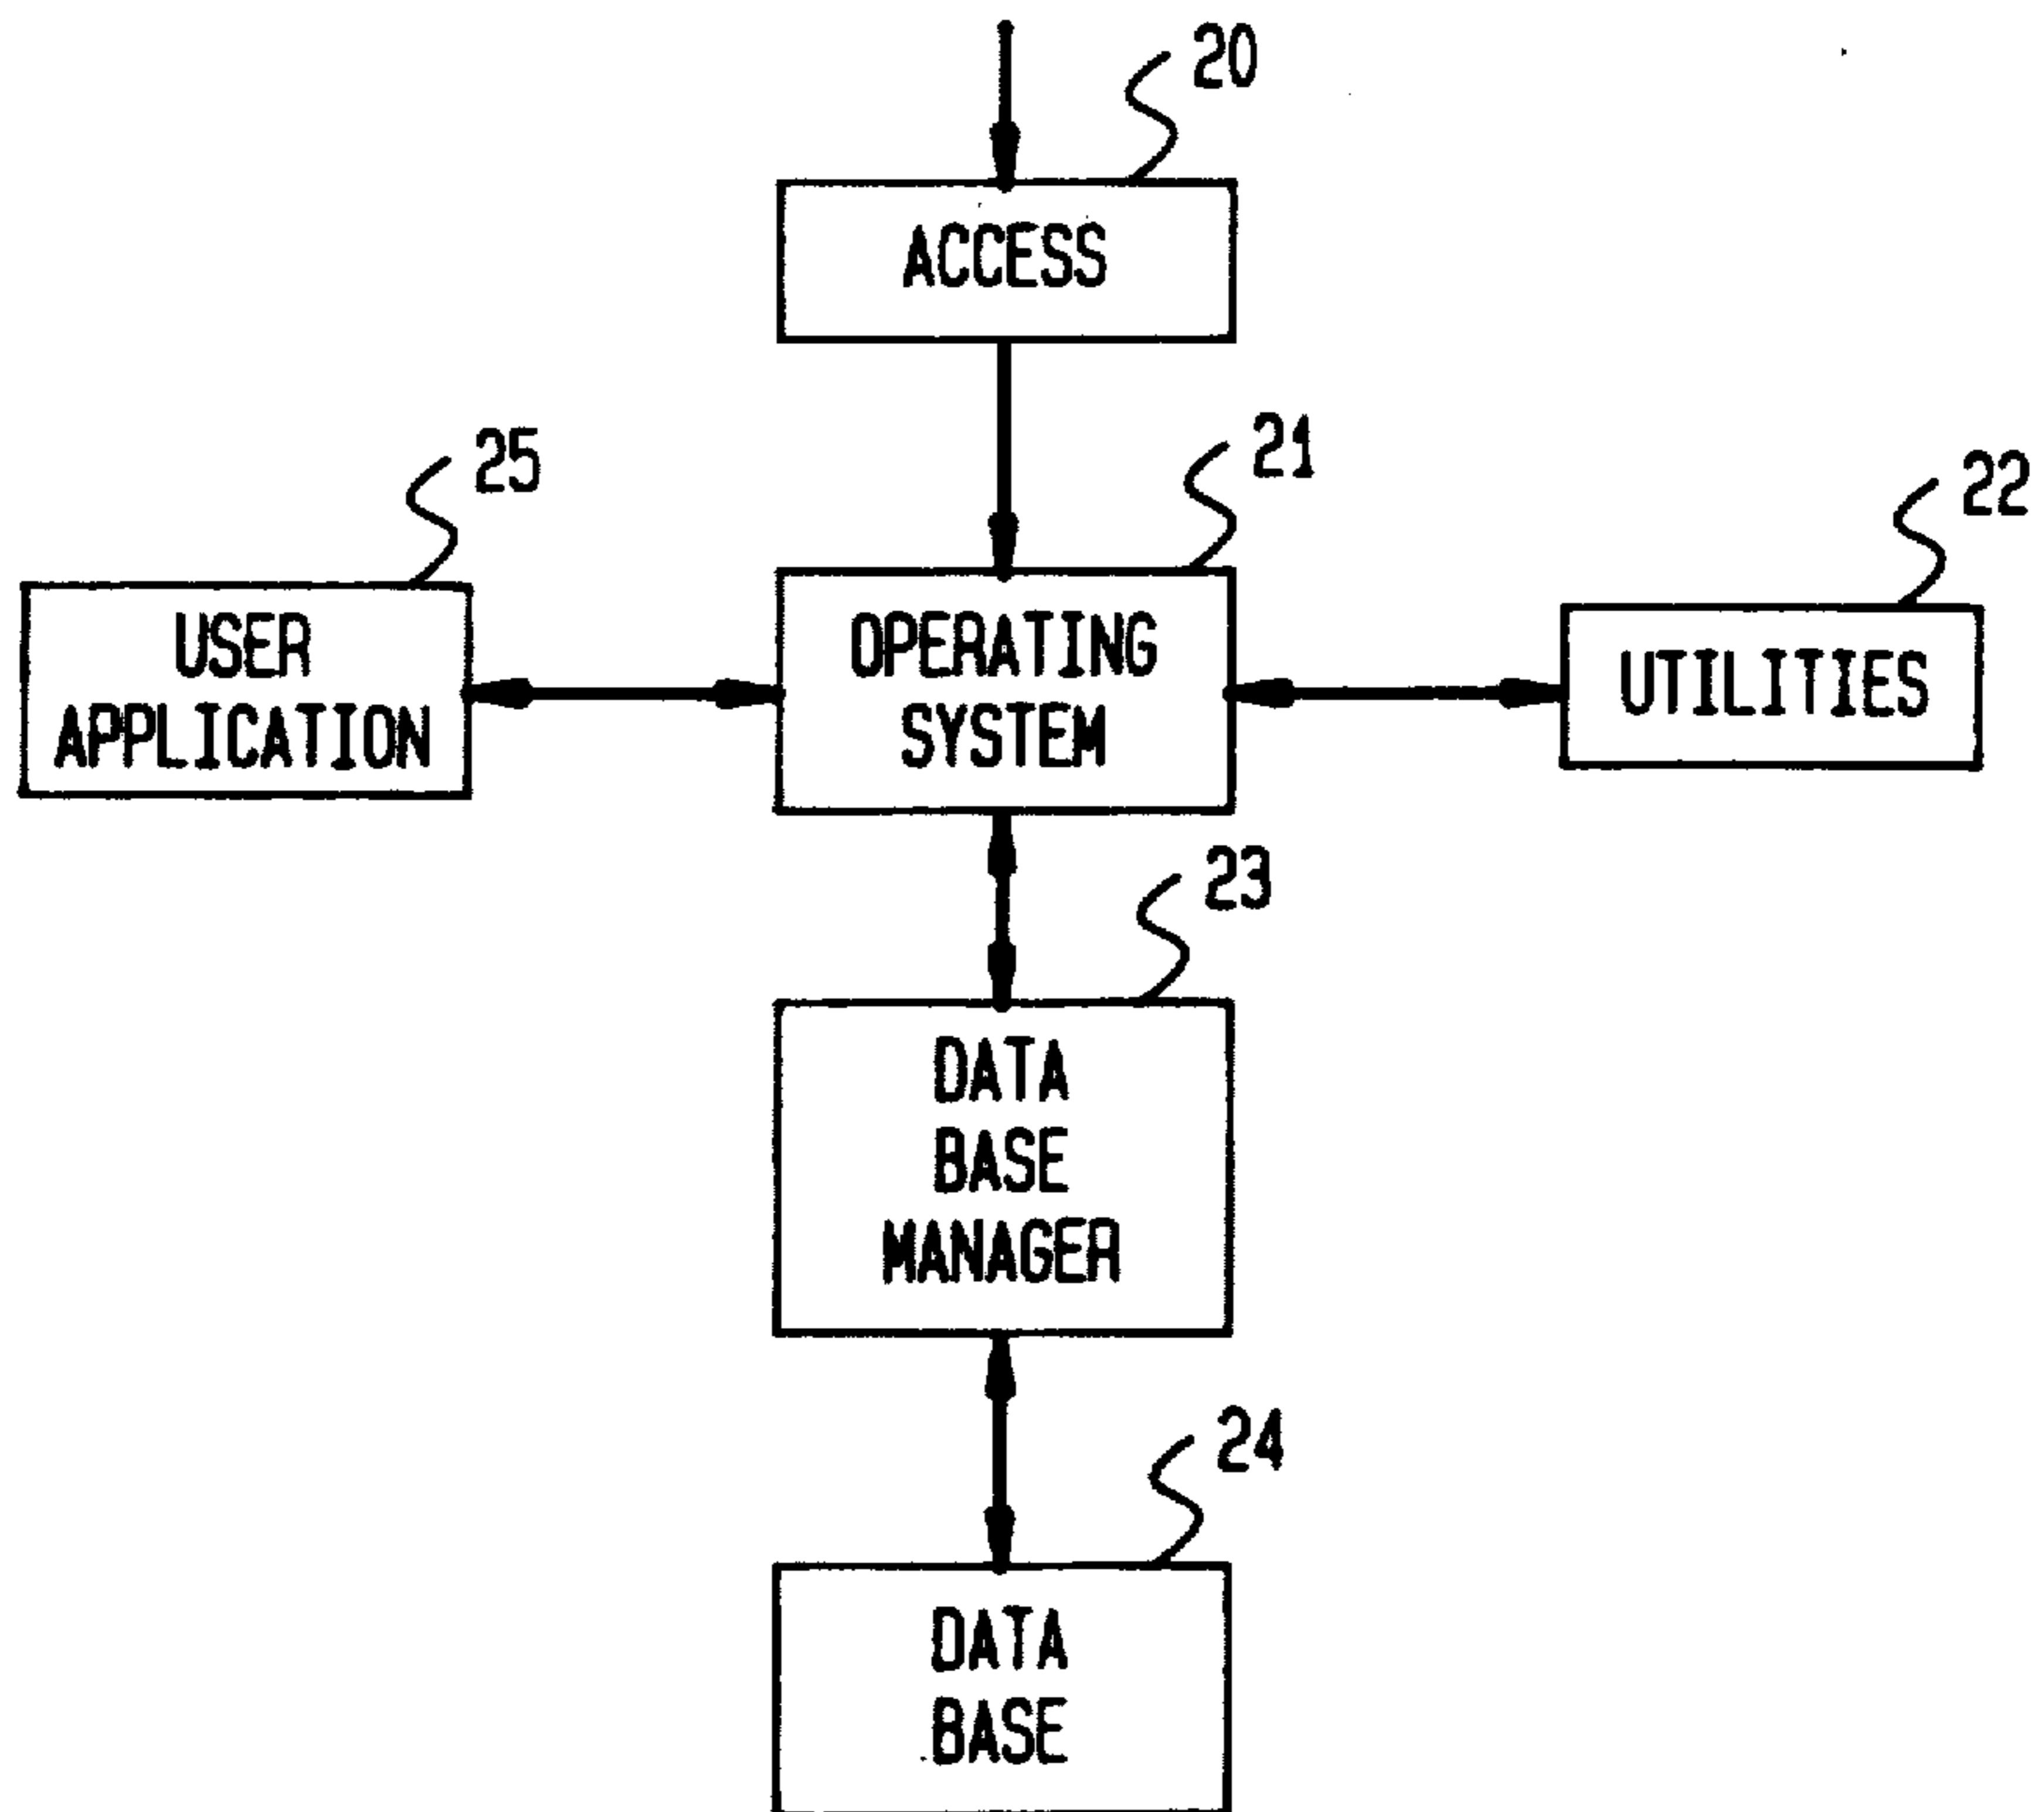 20
ACCESS
25
21
22
USER
APPLICATION
OPERATING
SYSTEM
UTILITIES
23
DATA
BASE
MANAGER
24
DATA
BASE